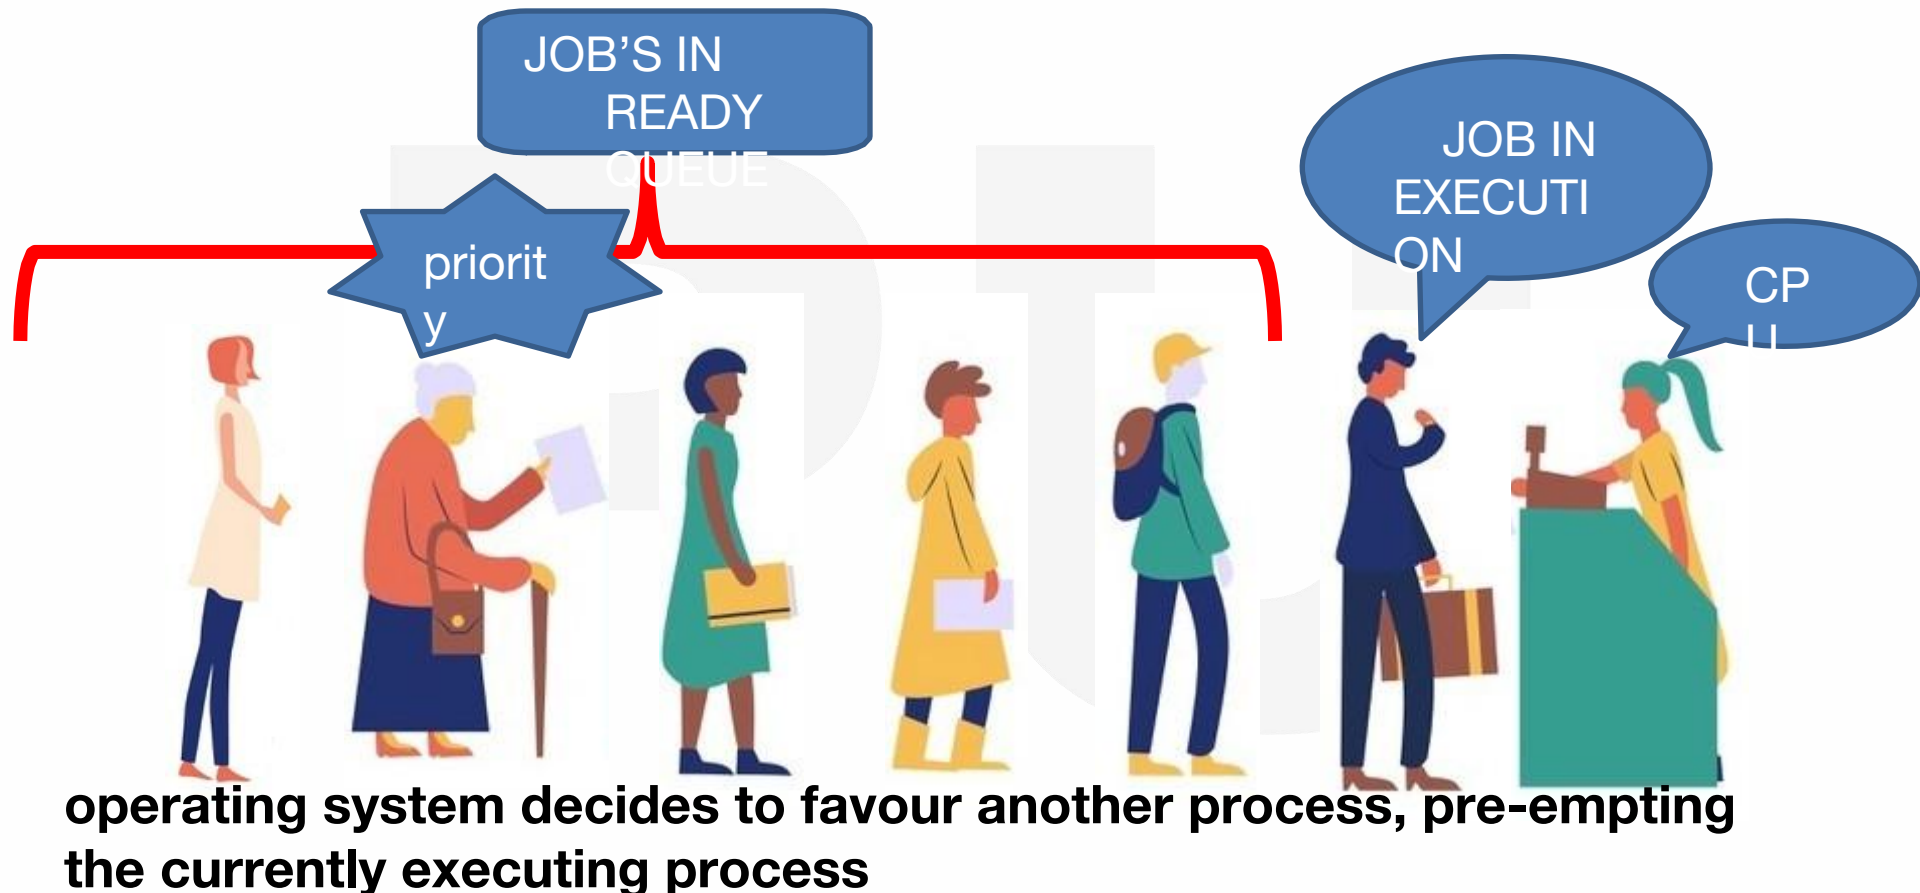 JOB’S IN
READY
QUEUE
priorit
y
JOB IN
EXECUTI
ON
CP
U
operating system decides to favour another process, pre-empting
the currently executing process